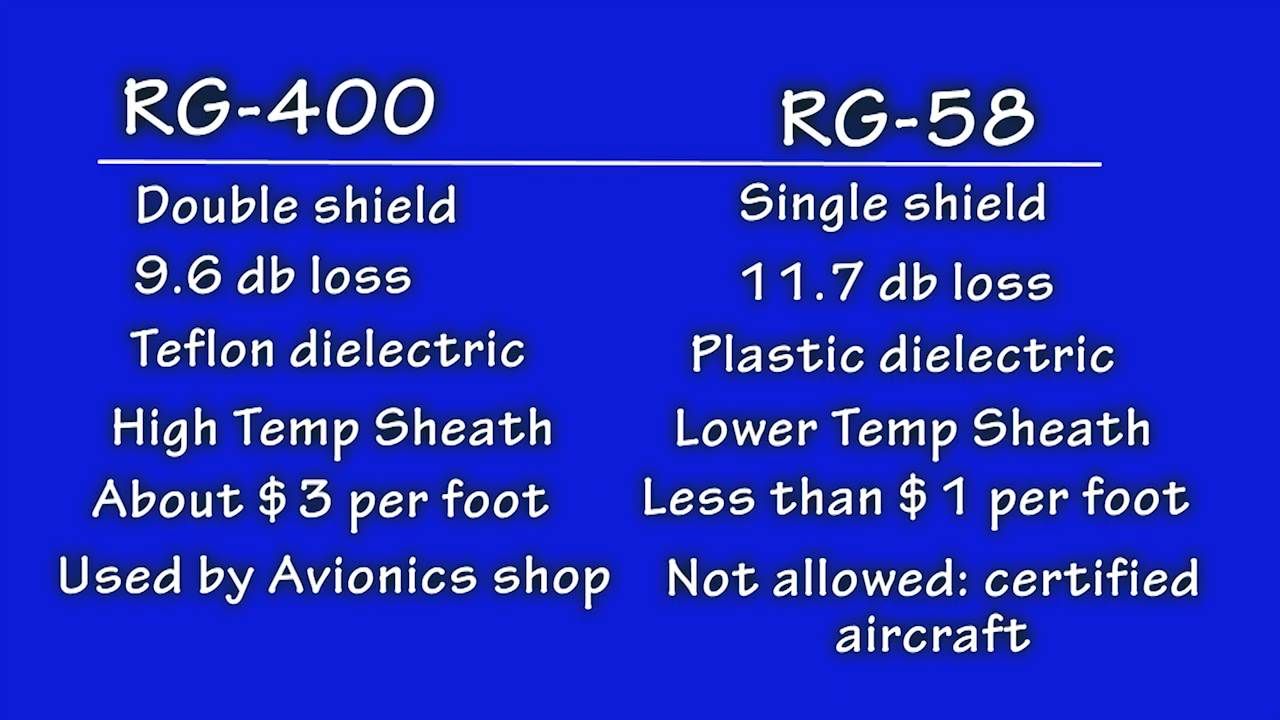 RG-400
RG-58
Double shield
Single shield
9.6 db loss
11.7 db loss
Teflon dielectric
Plastic dielectric
High Temp Sheath
Lower Temp Sheath
About $3 per foot
Less than $1 per foot
Used by Avionics shop
Not allowed: certified
aircraft